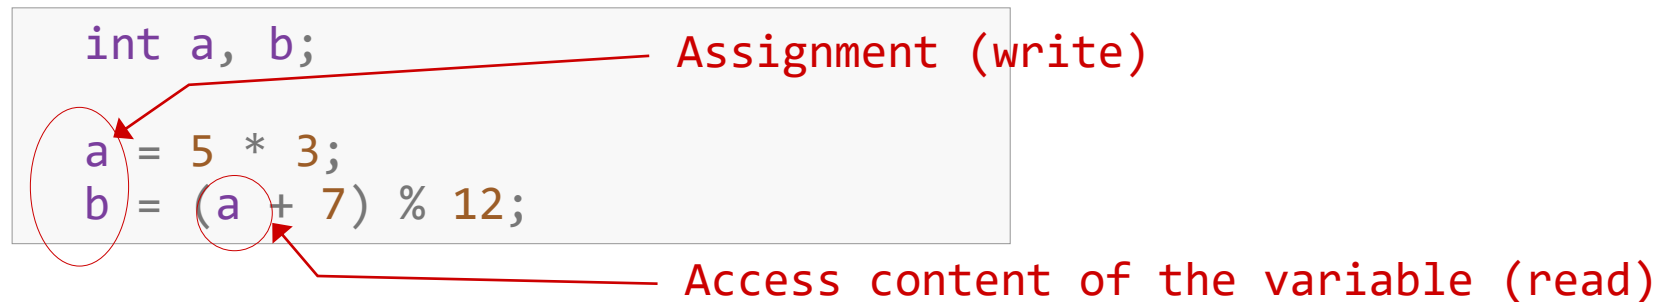 int a, b;
Assignment (write)
a = 5 * 3;
b = (a + 7) % 12;
Access content of the variable (read)